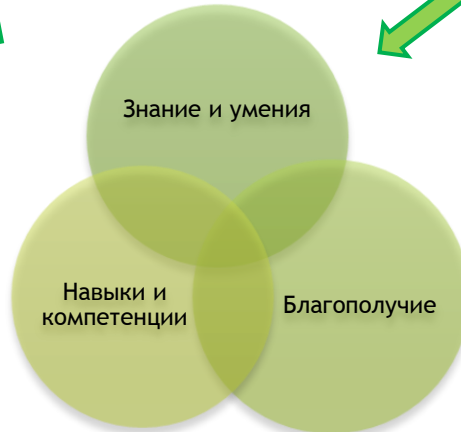 Знание и умения
Навыки и
компетенции
Благополучие